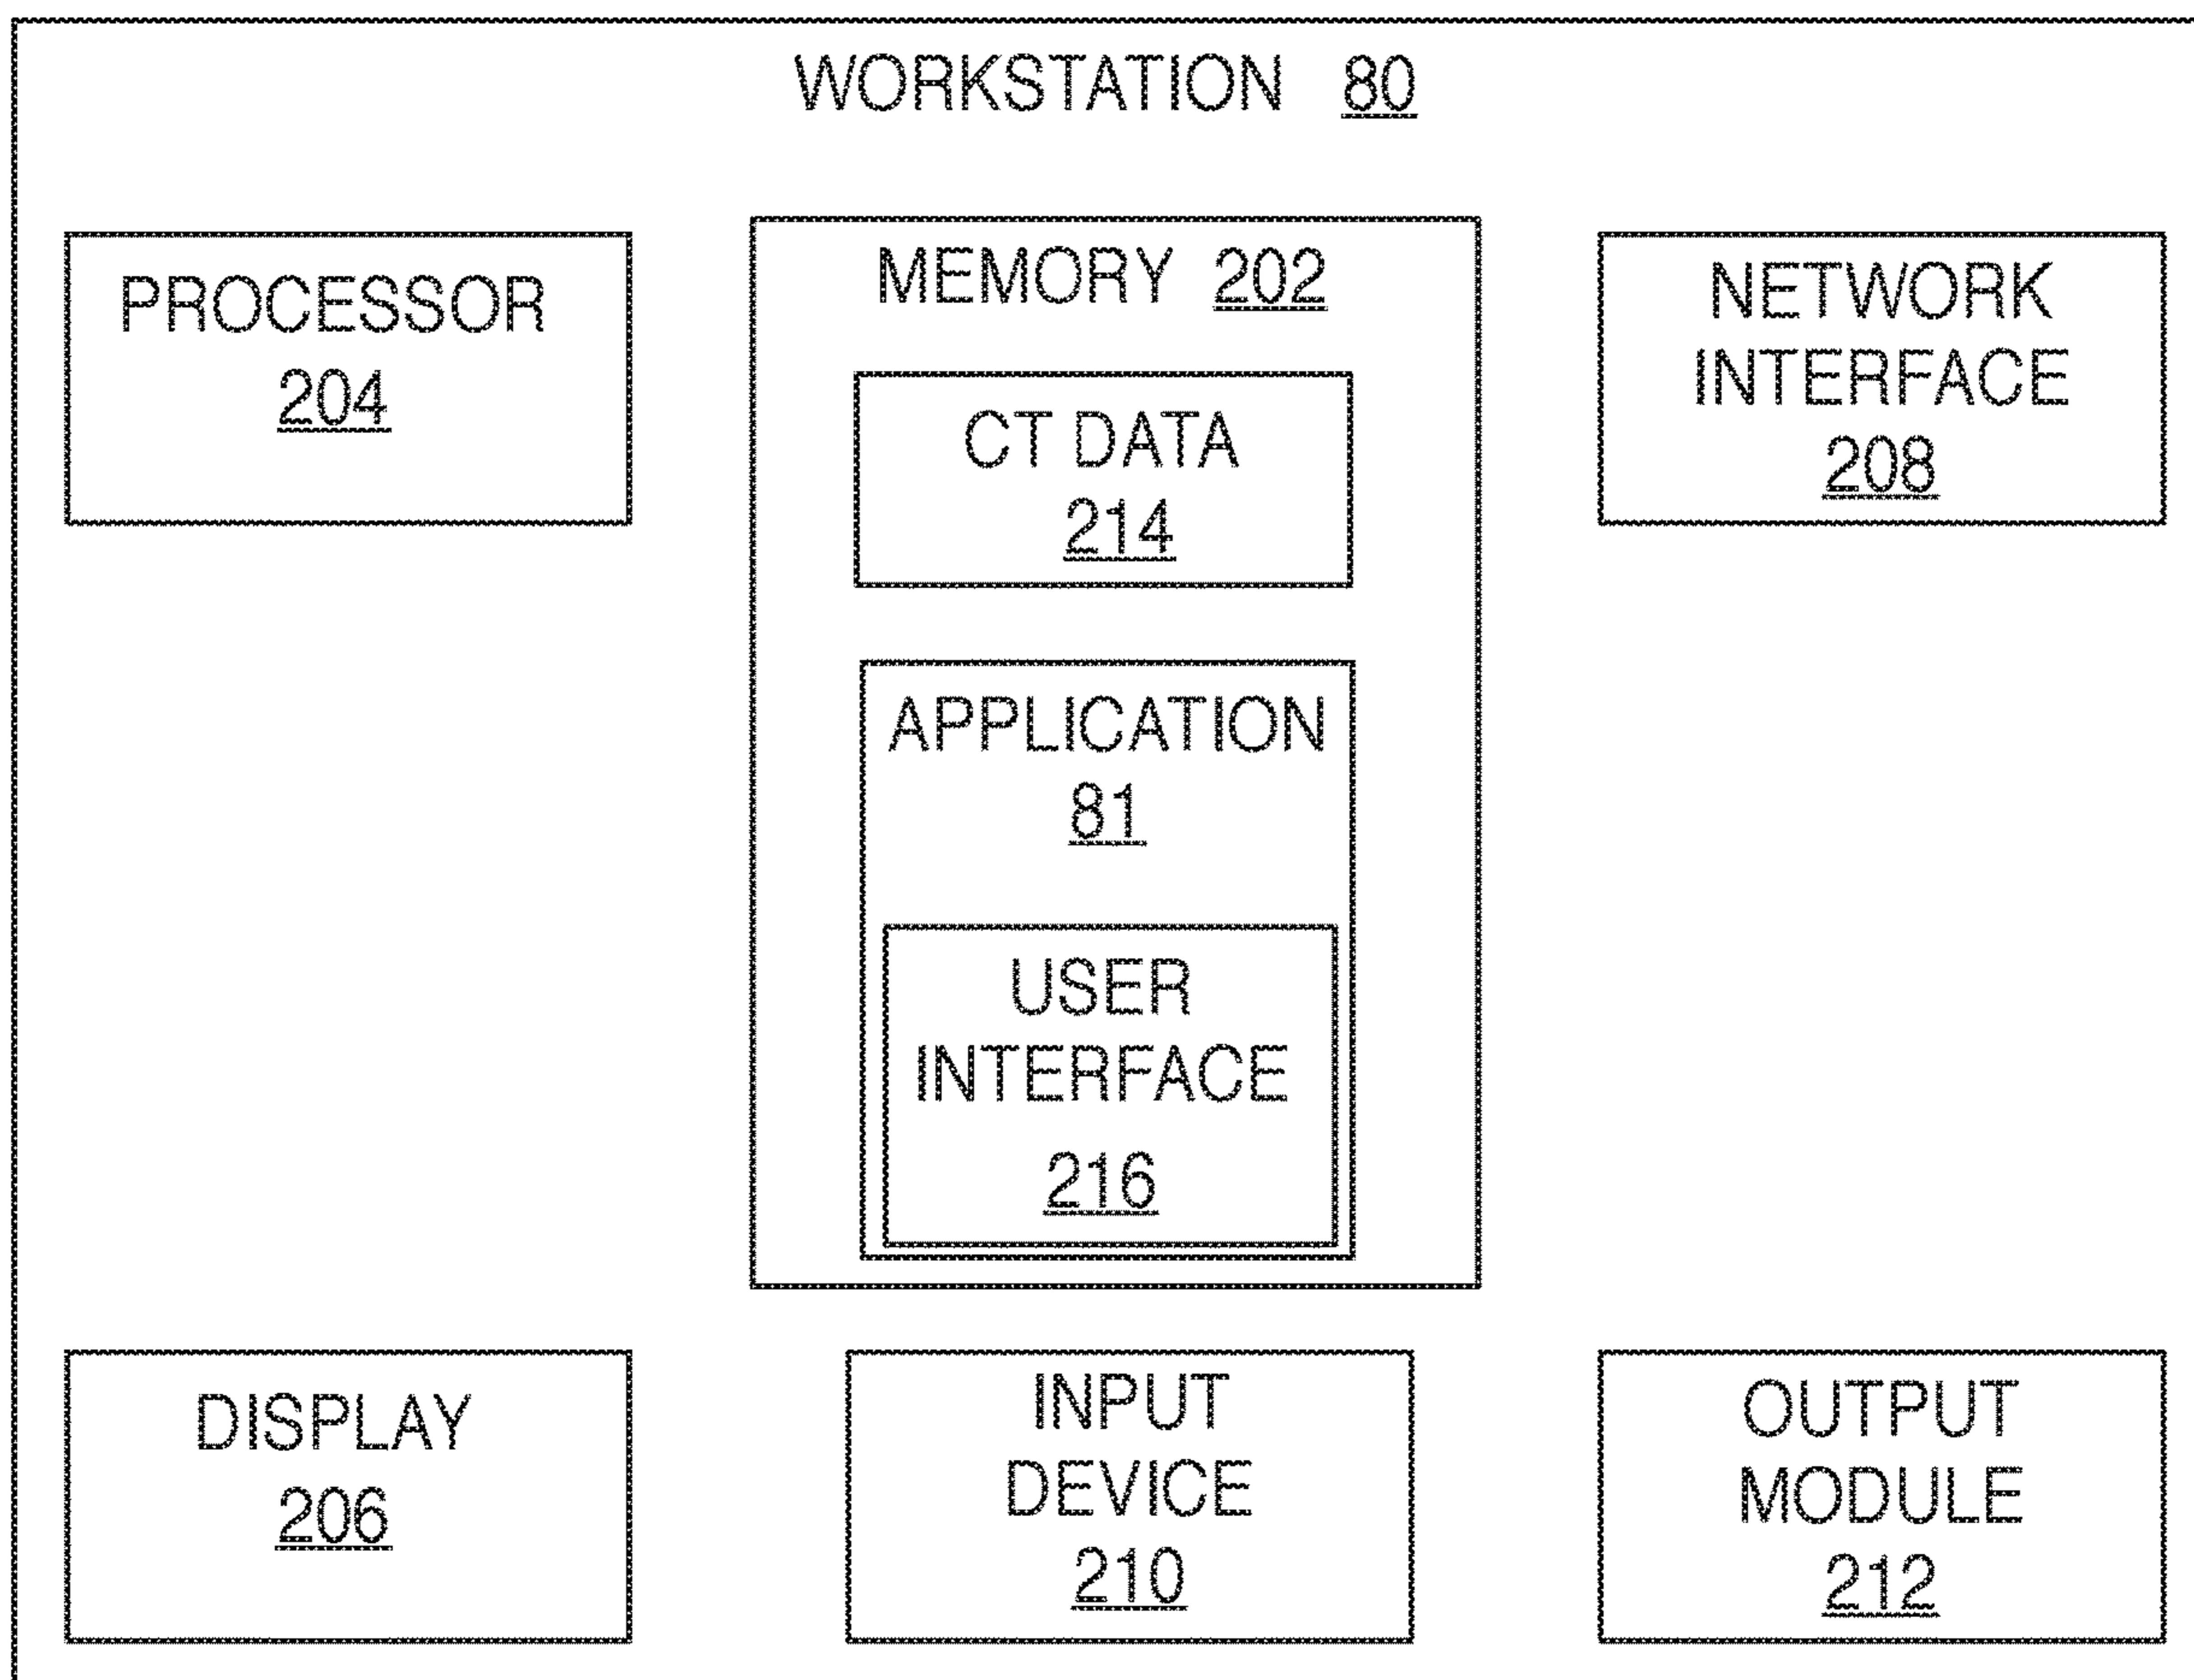 WORKSTATION 80
PROCESSOR
204
MEMORY 202
CT DATA
214
APPLICATION
81
USER
INTERFACE
216
NETWORK
INTERFACE
208
DISPLAY
206
INPUT
DEVICE
210
OUTPUT
MODULE
212